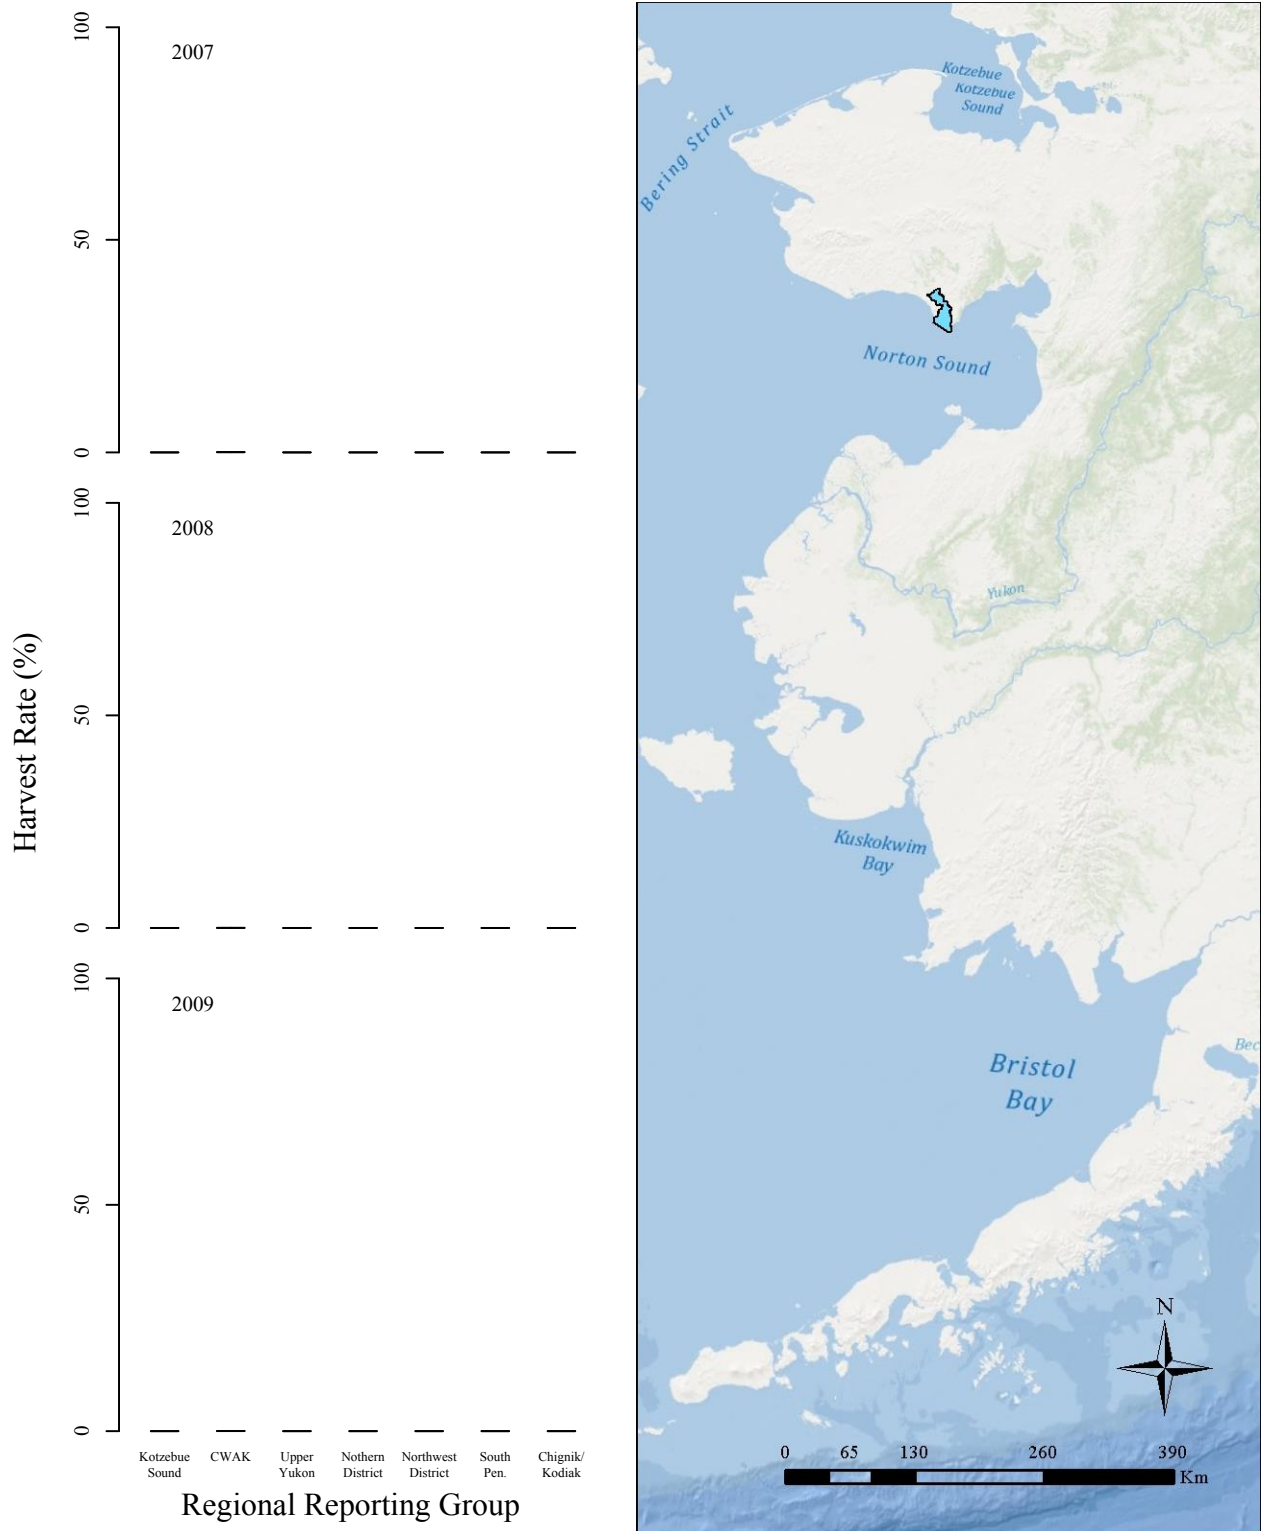 Harvest Rate (%)
100
2007
50
0
100
2008
50
0
100
2009
50
0
Kotzebue
Sound
CWAK
Upper
Yukon
Nothern
District
Northwest
District
South
Pen.
Chignik/
Kodiak
Regional Reporting Group
Kotzebue
Kotzebue
Sound
Bering Strait
Norton Sound
Yukon
Kuskokwim
Bay
Bristol
Bay
Bec
N
0 65 130 260 390
Km